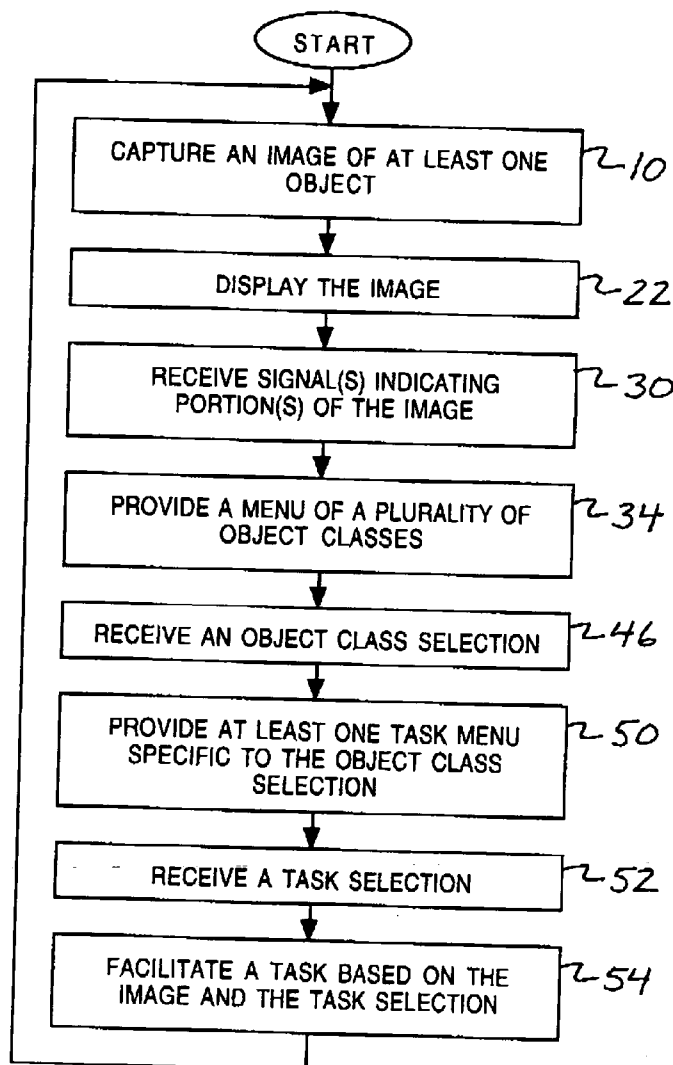 START
CAPTURE AN IMAGE OF AT LEAST ONE
OBJECT
10
DISPLAY THE IMAGE
22
RECEIVE SIGNAL(S) INDICATING
PORTION(S) OF THE IMAGE
30
PROVIDE A MENU OF A PLURALITY OF
OBJECT CLASSES
34
RECEIVE AN OBJECT CLASS SELECTION
46
PROVIDE AT LEAST ONE TASK MENU
SPECIFIC TO THE OBJECT CLASS
SELECTION
50
RECEIVE A TASK SELECTION
52
FACILITATE A TASK BASED ON THE
IMAGE AND THE TASK SELECTION
54